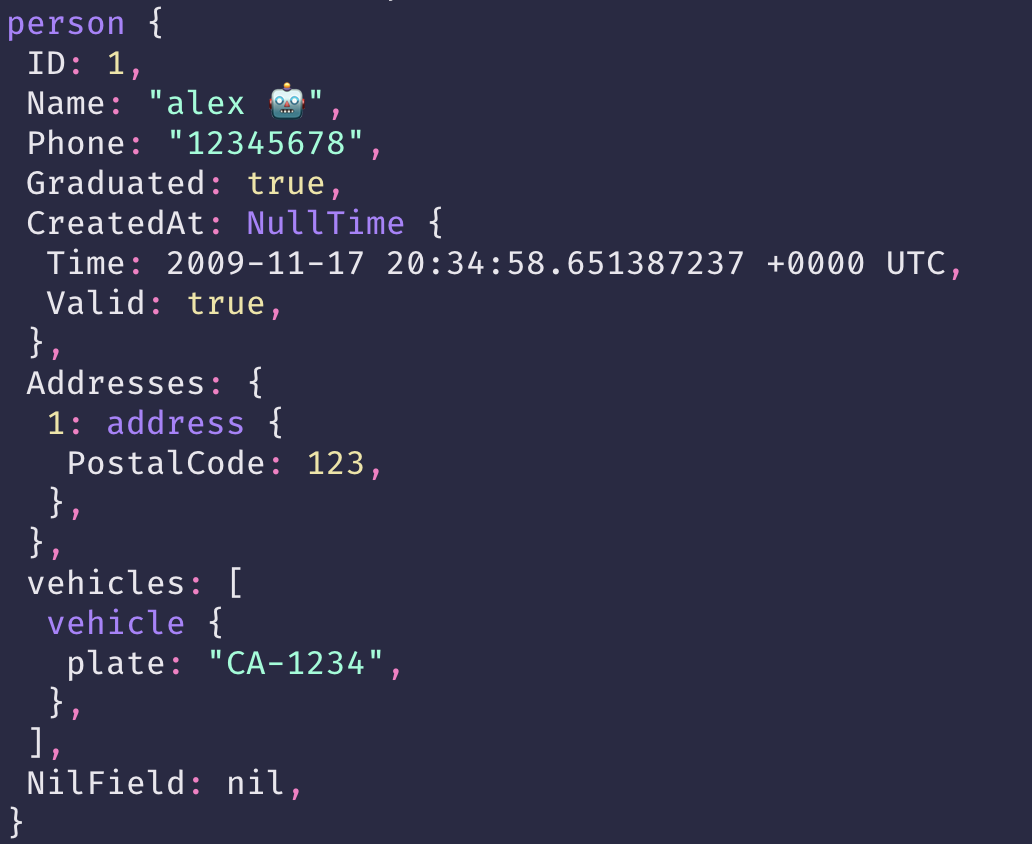 person {
 ID: 1,
 Name: "alex 🤖",
 Phone: "12345678",
 Graduated: true,
 CreatedAt: NullTime {
  Time: 2009-11-17 20:34:58.651387237 +0000 UTC,
  Valid: true,
 },
 Addresses: {
  1: address {
   PostalCode: 123,
  },
 },
 vehicles: [
  vehicle {
   plate: "CA-1234",
  },
 ],
 NilField: nil,
}